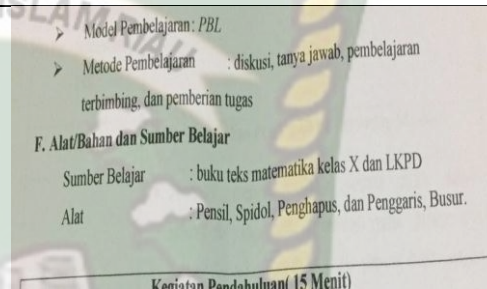 ➢ Model Pembelajaran : PBL
➢ Metode Pembelajaran : diskusi, tanya jawab, pembelajaran
terbimbing, dan pemberian tugas
F. Alat/Bahan dan Sumber Belajar
Sumber Belajar : buku teks matematika kelas X dan LKPD
Alat : Pensil, Spidol, Penghapus, dan Penggaris, Busur.
Kegiatan Pendahuluan( 15 Menit)